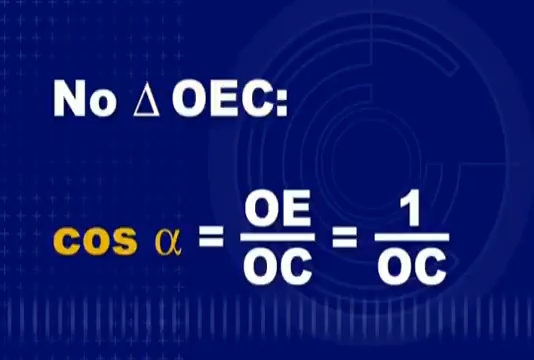 No Δ OEC:
cos α = OE/OC = 1/OC